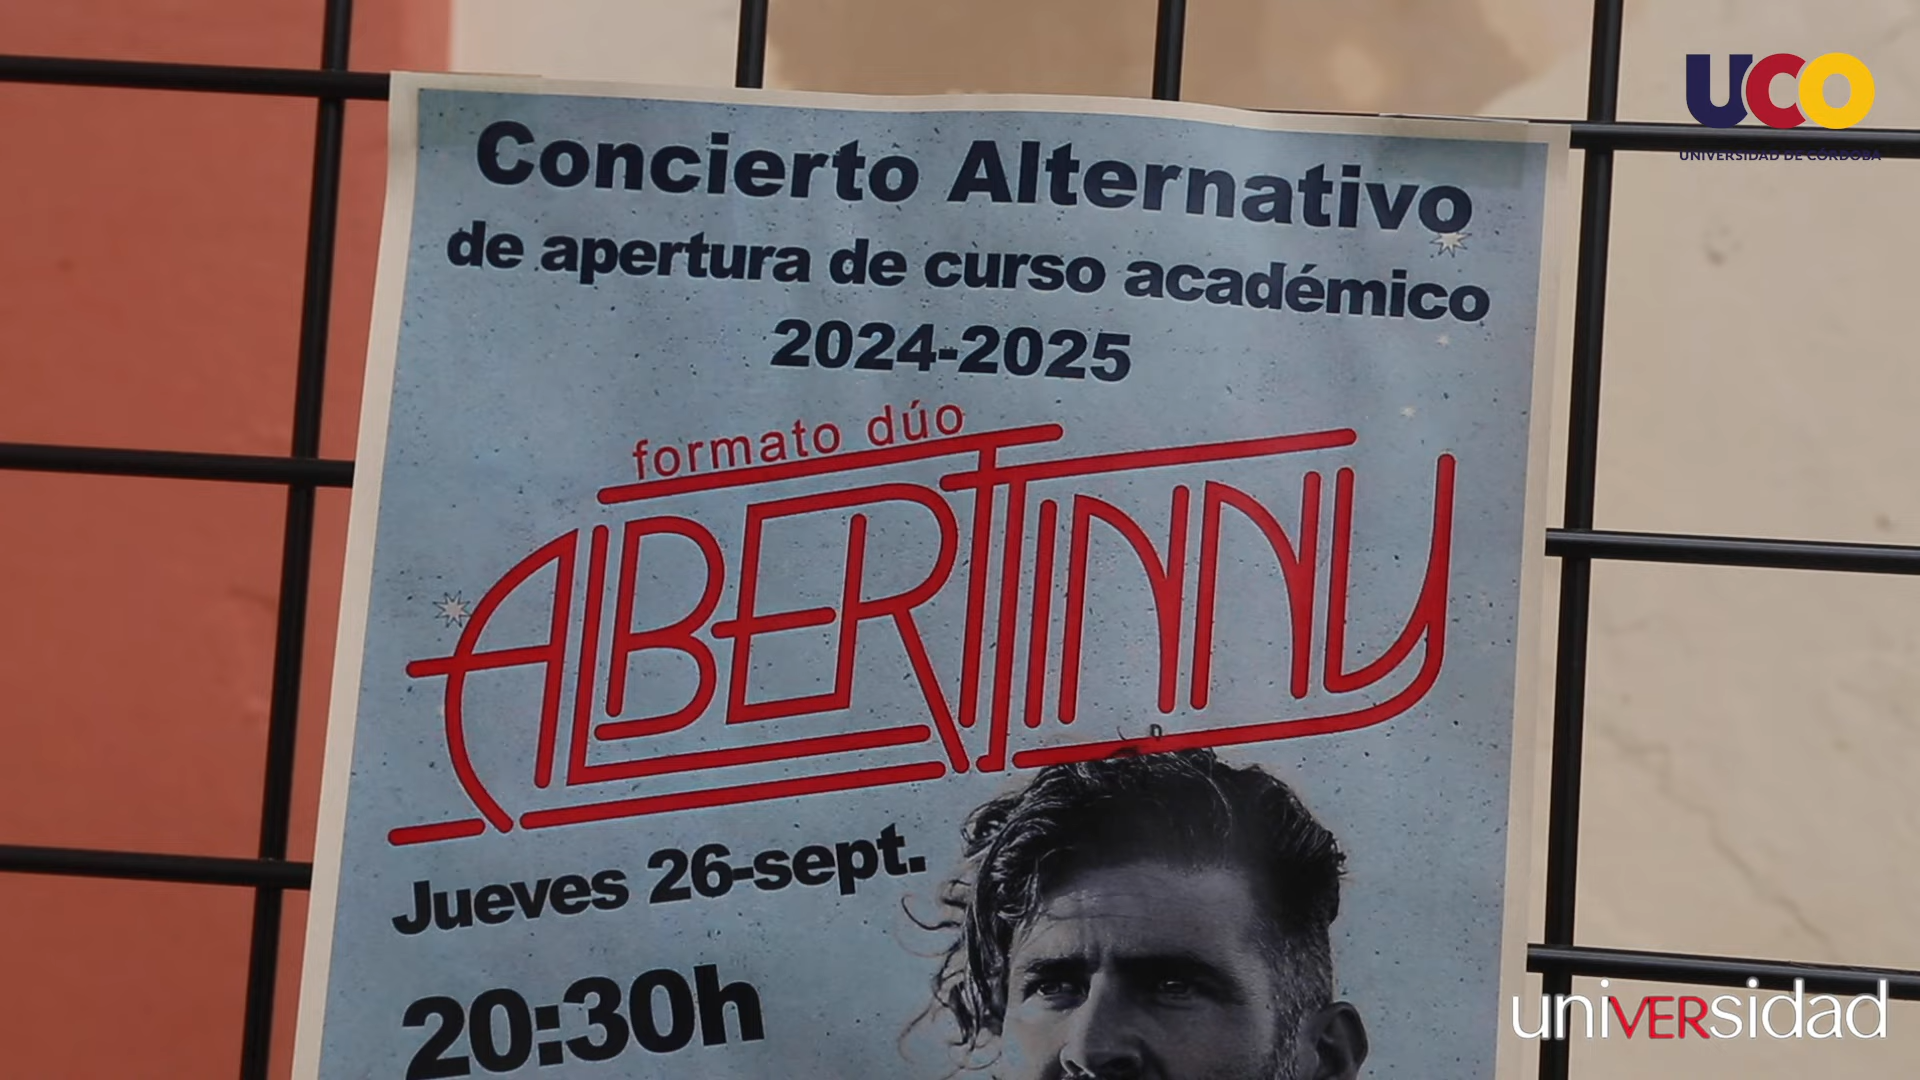 UCO
UNIVERSIDAD DE CÓRDOBA
Concierto Alternativo
de apertura de curso académico
2024-2025
formato dúo
ALBERTINNY
Jueves 26-sept.
20:30h
uniVERsidad